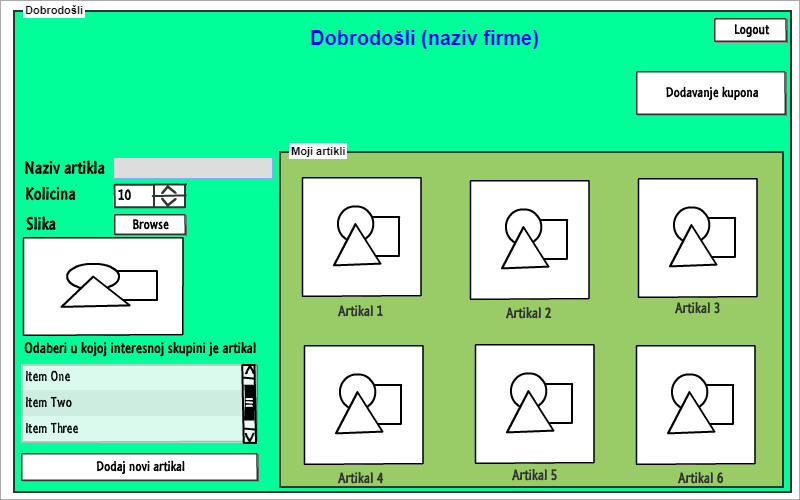 Dobrodošli
Dobrodošli (naziv firme)
Logout
Dodavanje kupona
Naziv artikla
Kolicina
10
Slika
Browse
Odaberi u kojoj interesnoj skupini je artikal
Item One
Item Two
Item Three
Dodaj novi artikal
Moji artikli
Artikal 1
Artikal 2
Artikal 3
Artikal 4
Artikal 5
Artikal 6